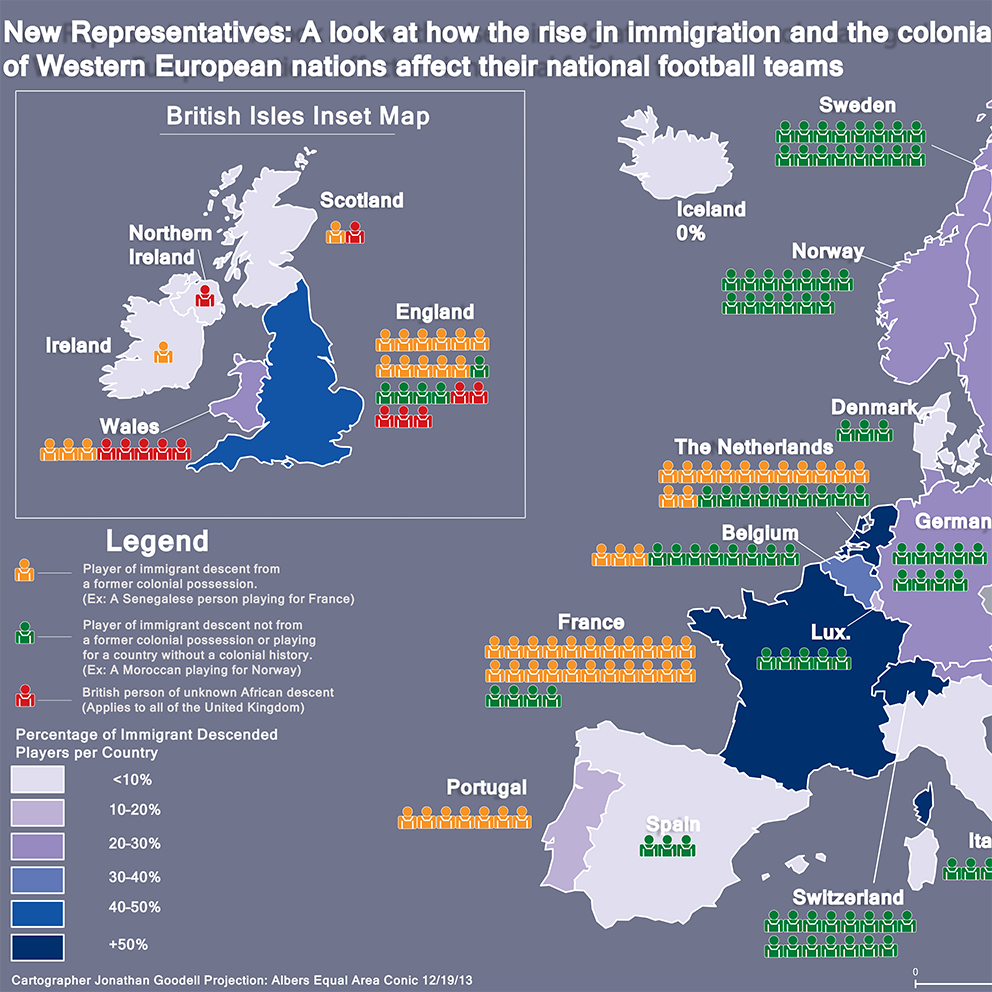 New Representatives: A look at how the rise in immigration and the colonia
of Western European nations affect their national football teams
British Isles Inset Map
Scotland
Northern
Ireland
England
Ireland
Wales
Sweden
Iceland
0%
Norway
Denmark
The Netherlands
German
Belgium
France
Lux.
Portugal
Spain
Ita
Switzerland
Legend
Player of immigrant descent from
a former colonial possession.
(Ex: A Senegalese person playing for France)
Player of immigrant descent not from
a former colonial possession or playing
for a country without a colonial history.
(Ex: A Moroccan playing for Norway)
British person of unknown African descent
(Applies to all of the United Kingdom)
Percentage of Immigrant Descended
Players per Country
<10%
10-20%
20-30%
30-40%
40-50%
+50%
Cartographer Jonathan Goodell Projection: Albers Equal Area Conic 12/19/13
0